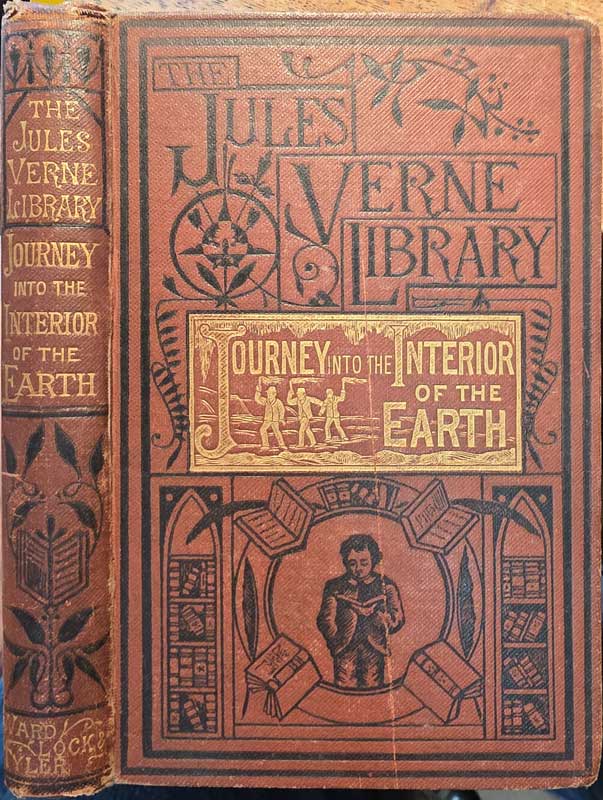 THE
JULES
VERNE
LIBRARY
JOURNEY
INTO THE
INTERIOR
OF THE
EARTH
WARD
LOCK &
TYLER
THE
JULES
VERNE
LIBRARY
JOURNEY INTO THE INTERIOR
OF THE
EARTH